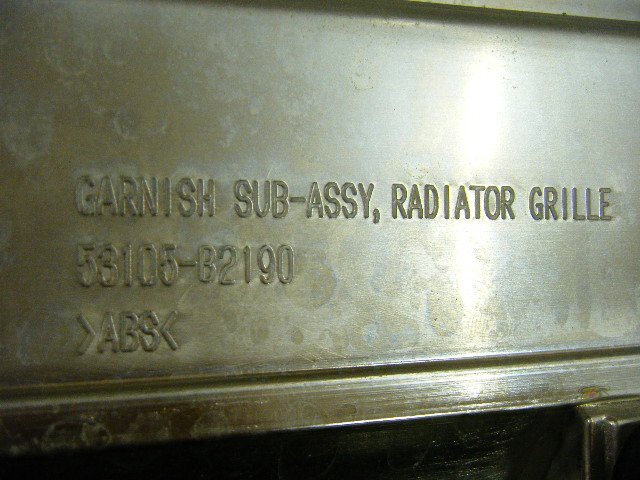 GARNISH SUB-ASSY, RADIATOR GRILLE
53105-B2190
>ABS<